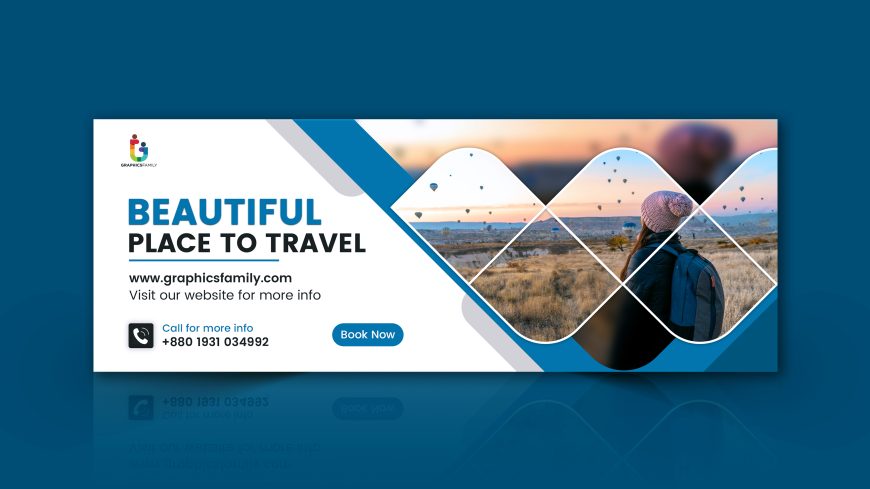 GRAPHICSFAMILY
BEAUTIFUL
PLACE TO TRAVEL
www.graphicsfamily.com
Visit our website for more info
Call for more info
+880 1931 034992
Book Now